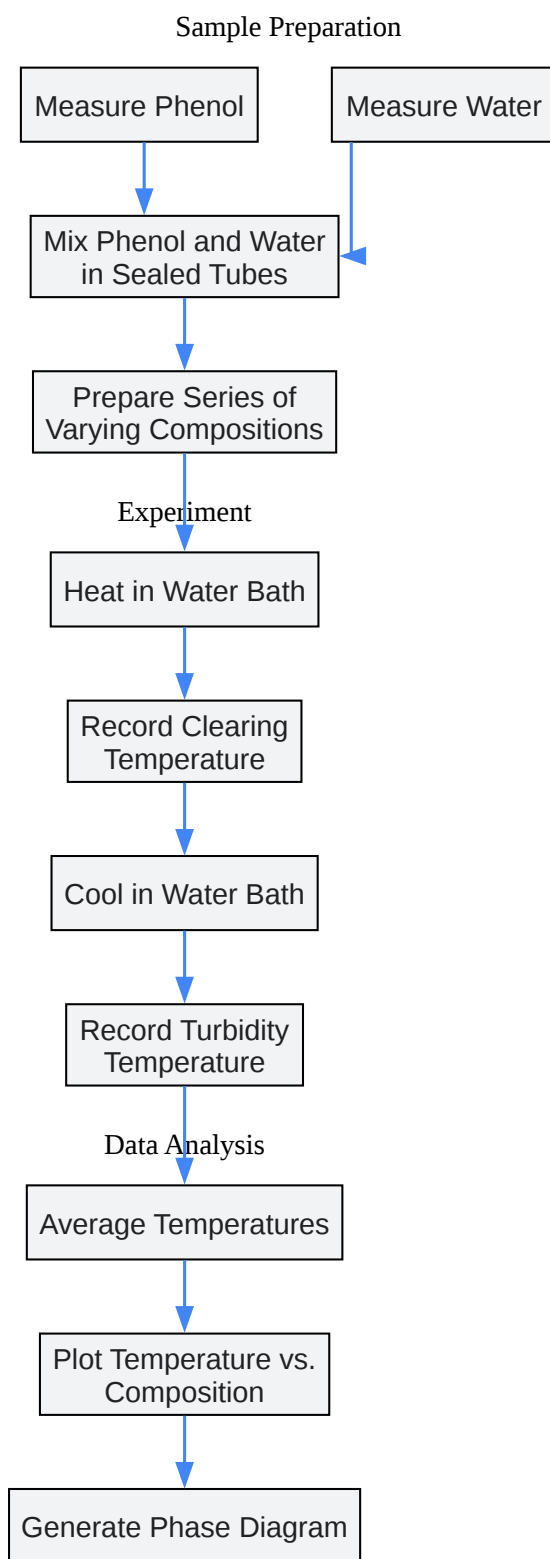 Sample Preparation
Measure Phenol
Measure Water
Mix Phenol and Water
in Sealed Tubes
Prepare Series of
Varying Compositions
Experiment
Heat in Water Bath
Record Clearing
Temperature
Cool in Water Bath
Record Turbidity
Temperature
Data Analysis
Average Temperatures
Plot Temperature vs.
Composition
Generate Phase Diagram